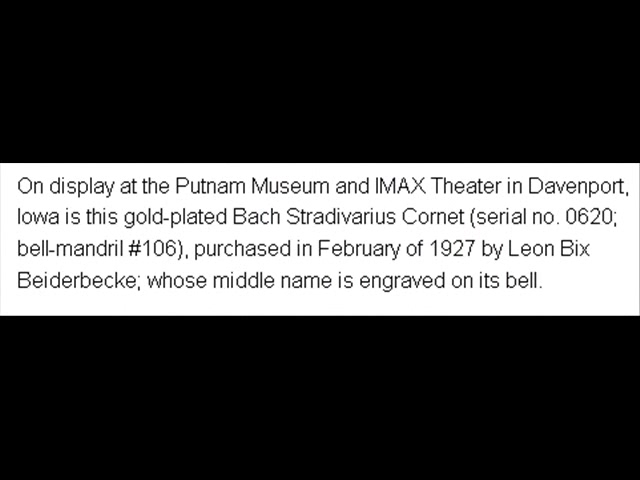 On display at the Putnam Museum and IMAX Theater in Davenport,
Iowa is this gold-plated Bach Stradivarius Cornet (serial no. 0620;
bell-mandril #106), purchased in February of 1927 by Leon Bix
Beiderbecke; whose middle name is engraved on its bell.